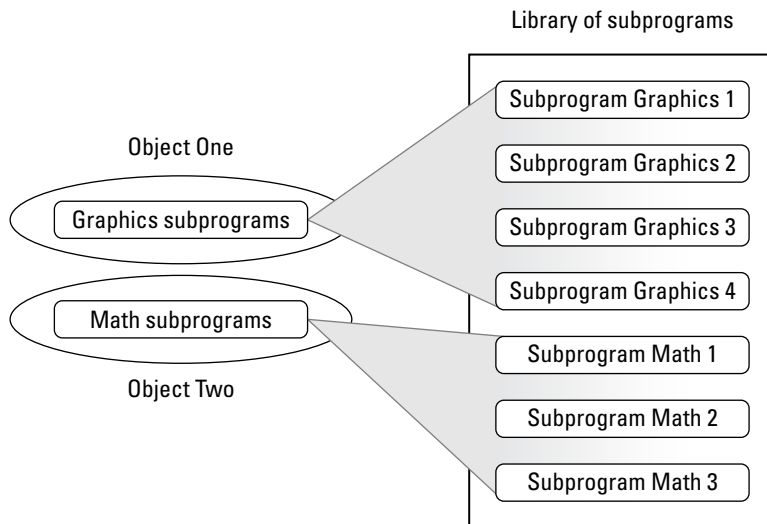 Library of subprograms
Subprogram Graphics 1
Object One
Subprogram Graphics 2
Graphics subprograms
Subprogram Graphics 3
Subprogram Graphics 4
Math subprograms
Subprogram Math 1
Object Two
Subprogram Math 2
Subprogram Math 3